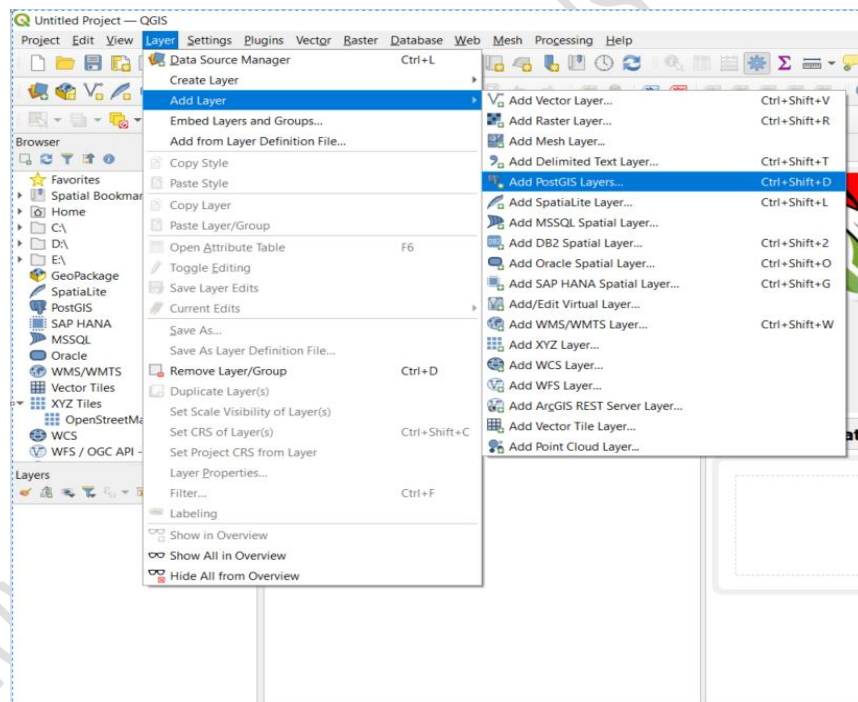 Untitled Project — QGIS
Project Edit View Layer Settings Plugins Vector Raster Database Web Mesh Processing Help
Data Source Manager Ctrl+L
Create Layer
Add Layer
Embed Layers and Groups...
Add from Layer Definition File...
Copy Style
Paste Style
Copy Layer
Paste Layer/Group
Open Attribute Table F6
Toggle Editing
Save Layer Edits
Current Edits
Save As...
Save As Layer Definition File...
Remove Layer/Group Ctrl+D
Duplicate Layer(s)
Set Scale Visibility of Layer(s)
Set CRS of Layer(s) Ctrl+Shift+C
Set Project CRS from Layer
Layer Properties...
Filter... Ctrl+F
Labeling
Show in Overview
Show All in Overview
Hide All from Overview
Add Vector Layer... Ctrl+Shift+V
Add Raster Layer... Ctrl+Shift+R
Add Mesh Layer...
Add Delimited Text Layer... Ctrl+Shift+T
Add PostGIS Layers... Ctrl+Shift+D
Add SpatiaLite Layer... Ctrl+Shift+L
Add MSSQL Spatial Layer...
Add DB2 Spatial Layer... Ctrl+Shift+2
Add Oracle Spatial Layer... Ctrl+Shift+O
Add SAP HANA Spatial Layer... Ctrl+Shift+G
Add/Edit Virtual Layer...
Add WMS/WMTS Layer... Ctrl+Shift+W
Add XYZ Layer...
Add WCS Layer...
Add WFS Layer...
Add ArcGIS REST Server Layer...
Add Vector Tile Layer...
Add Point Cloud Layer...
Browser
Favorites
Spatial Bookmar
Home
C:\
D:\
E:\
GeoPackage
SpatiaLite
PostGIS
SAP HANA
MSSQL
Oracle
WMS/WMTS
Vector Tiles
XYZ Tiles
OpenStreetMa
WCS
WFS / OGC API -
Layers